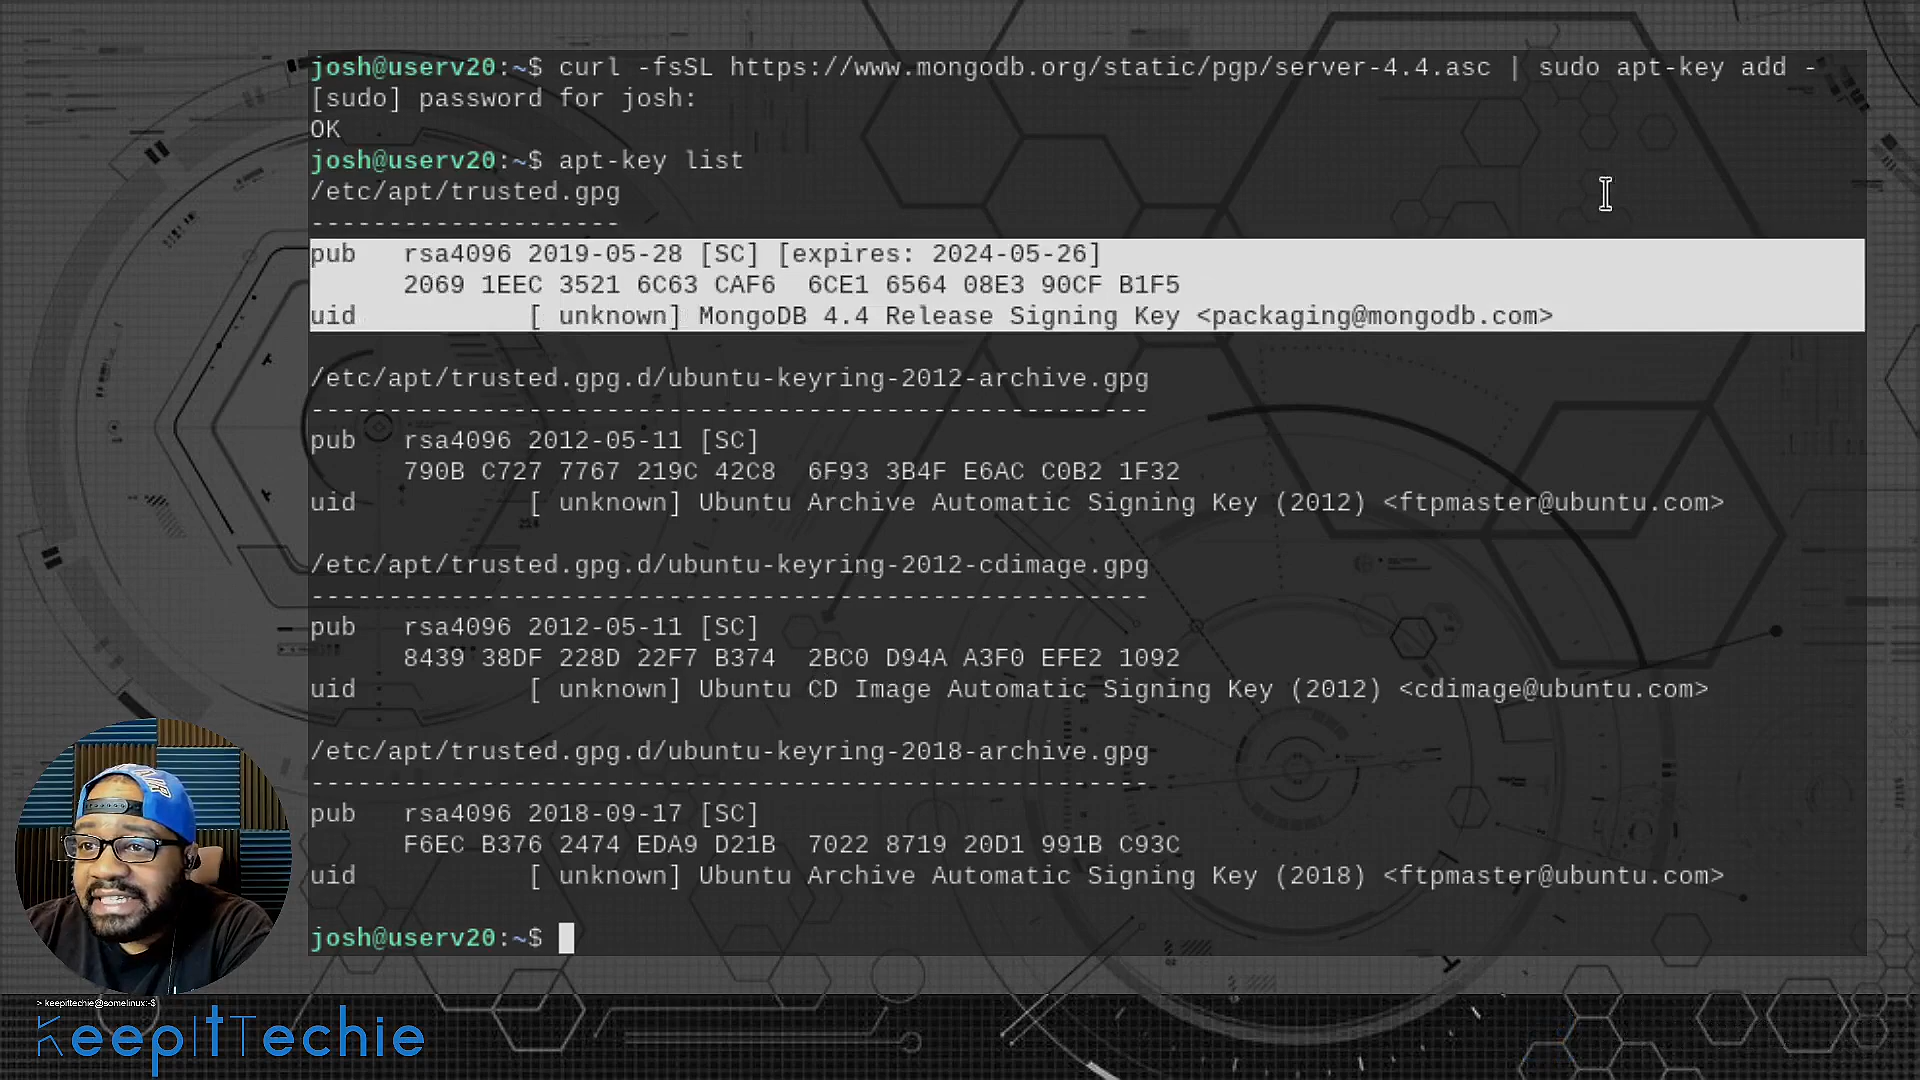 josh@userv20:~$ curl -fsSL https://www.mongodb.org/static/pgp/server-4.4.asc | sudo apt-key add -
[sudo] password for josh:
OK
josh@userv20:~$ apt-key list
/etc/apt/trusted.gpg
--------------------
pub   rsa4096 2019-05-28 [SC] [expires: 2024-05-26]
      2069 1EEC 3521 6C63 CAF6  6CE1 6564 08E3 90CF B1F5
uid           [ unknown] MongoDB 4.4 Release Signing Key <packaging@mongodb.com>
/etc/apt/trusted.gpg.d/ubuntu-keyring-2012-archive.gpg
------------------------------------------------------
pub   rsa4096 2012-05-11 [SC]
      790B C727 7767 219C 42C8  6F93 3B4F E6AC C0B2 1F32
uid           [ unknown] Ubuntu Archive Automatic Signing Key (2012) <ftpmaster@ubuntu.com>
/etc/apt/trusted.gpg.d/ubuntu-keyring-2012-cdimage.gpg
------------------------------------------------------
pub   rsa4096 2012-05-11 [SC]
      8439 38DF 228D 22F7 B374  2BC0 D94A A3F0 EFE2 1092
uid           [ unknown] Ubuntu CD Image Automatic Signing Key (2012) <cdimage@ubuntu.com>
/etc/apt/trusted.gpg.d/ubuntu-keyring-2018-archive.gpg
------------------------------------------------------
pub   rsa4096 2018-09-17 [SC]
      F6EC B376 2474 EDA9 D21B  7022 8719 20D1 991B C93C
uid           [ unknown] Ubuntu Archive Automatic Signing Key (2018) <ftpmaster@ubuntu.com>
josh@userv20:~$
> keepittechie@somelinux:~$
KeepItTechie